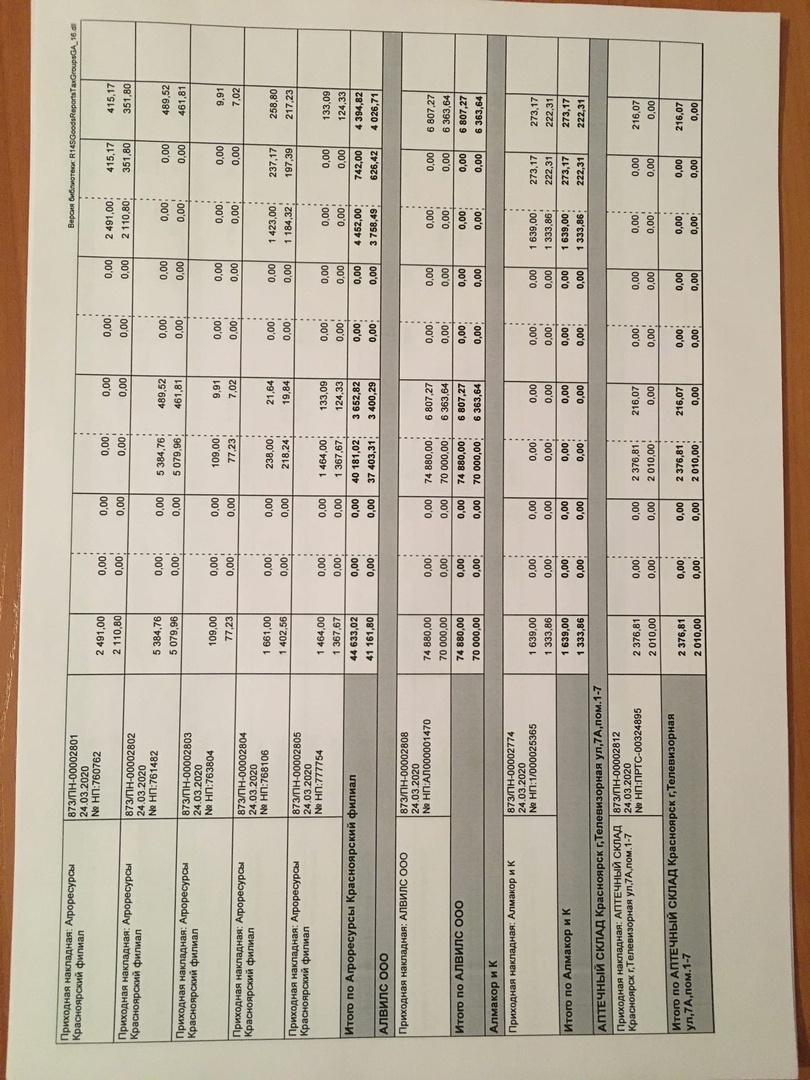 Версия библиотеки: R14SGoodsReportsTaxGroupsGA_16.dll
Приходная накладная: Агроресурсы
Красноярский филиал
873/ПН-00002801
24.03.2020
№ НП:760762
2 491,00 0,00 0,00 0,00 0,00 0,00 0,00 2 491,00 415,17 415,17
2 110,80 0,00 0,00 0,00 0,00 0,00 0,00 2 110,80 351,80 351,80
Приходная накладная: Агроресурсы
Красноярский филиал
873/ПН-00002802
24.03.2020
№ НП:761482
5 384,76 0,00 0,00 5 384,76 489,52 0,00 0,00 0,00 0,00 489,52
5 079,96 0,00 0,00 5 079,96 461,81 0,00 0,00 0,00 0,00 461,81
Приходная накладная: Агроресурсы
Красноярский филиал
873/ПН-00002803
24.03.2020
№ НП:763804
109,00 0,00 0,00 109,00 9,91 0,00 0,00 0,00 0,00 9,91
77,23 0,00 0,00 77,23 7,02 0,00 0,00 0,00 0,00 7,02
Приходная накладная: Агроресурсы
Красноярский филиал
873/ПН-00002804
24.03.2020
№ НП:768106
1 661,00 0,00 0,00 238,00 21,64 0,00 0,00 1 423,00 237,17 258,80
1 402,56 0,00 0,00 218,24 19,84 0,00 0,00 1 184,32 197,39 217,23
Приходная накладная: Агроресурсы
Красноярский филиал
873/ПН-00002805
24.03.2020
№ НП:777754
1 464,00 0,00 0,00 1 464,00 133,09 0,00 0,00 0,00 0,00 133,09
1 367,67 0,00 0,00 1 367,67 124,33 0,00 0,00 0,00 0,00 124,33
Итого по Агроресурсы Красноярский филиал
44 633,02 0,00 0,00 40 181,02 3 652,82 0,00 0,00 4 452,00 742,00 4 394,82
41 161,80 0,00 0,00 37 403,31 3 400,29 0,00 0,00 3 758,49 626,42 4 026,71
АЛВИЛС ООО
Приходная накладная: АЛВИЛС ООО
873/ПН-00002808
24.03.2020
№ НП:АЛ000001470
74 880,00 0,00 0,00 74 880,00 6 807,27 0,00 0,00 0,00 0,00 6 807,27
70 000,00 0,00 0,00 70 000,00 6 363,64 0,00 0,00 0,00 0,00 6 363,64
Итого по АЛВИЛС ООО
74 880,00 0,00 0,00 74 880,00 6 807,27 0,00 0,00 0,00 0,00 6 807,27
70 000,00 0,00 0,00 70 000,00 6 363,64 0,00 0,00 0,00 0,00 6 363,64
Алмакор и К
Приходная накладная: Алмакор и К
873/ПН-00002774
24.03.2020
№ НП:1/000025365
1 639,00 0,00 0,00 0,00 0,00 0,00 0,00 1 639,00 273,17 273,17
1 333,86 0,00 0,00 0,00 0,00 0,00 0,00 1 333,86 222,31 222,31
Итого по Алмакор и К
1 639,00 0,00 0,00 0,00 0,00 0,00 0,00 1 639,00 273,17 273,17
1 333,86 0,00 0,00 0,00 0,00 0,00 0,00 1 333,86 222,31 222,31
АПТЕЧНЫЙ СКЛАД Красноярск г,Телевизорная ул,7А,пом.1-7
Приходная накладная: АПТЕЧНЫЙ СКЛАД
Красноярск г,Телевизорная ул,7А,пом.1-7
873/ПН-00002812
24.03.2020
№ НП:ПРТС-00324895
2 376,81 0,00 0,00 2 376,81 216,07 0,00 0,00 0,00 0,00 216,07
2 010,00 0,00 0,00 2 010,00 0,00 0,00 0,00 0,00 0,00 0,00
Итого по АПТЕЧНЫЙ СКЛАД Красноярск г,Телевизорная
ул,7А,пом.1-7
2 376,81 0,00 0,00 2 376,81 216,07 0,00 0,00 0,00 0,00 216,07
2 010,00 0,00 0,00 2 010,00 0,00 0,00 0,00 0,00 0,00 0,00